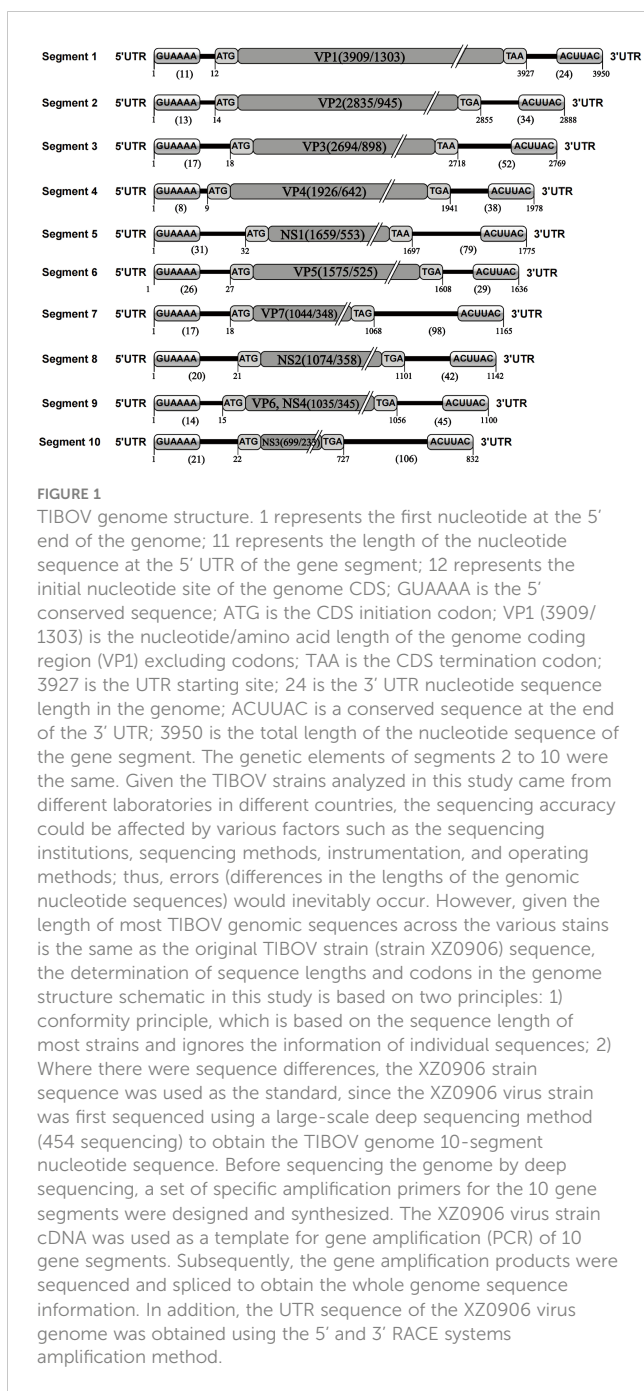 Segment 1 5'UTR GUAAAA ATG VP1(3909/1303) TAA ACUUAC 3'UTR
1 (11) 12 3927 (24) 3950
Segment 2 5'UTR GUAAAA ATG VP2(2835/945) TGA ACUUAC 3'UTR
1 (13) 14 2855 (34) 2888
Segment 3 5'UTR GUAAAA ATG VP3(2694/898) TAA ACUUAC 3'UTR
1 (17) 18 2718 (52) 2769
Segment 4 5'UTR GUAAAA ATG VP4(1926/642) TGA ACUUAC 3'UTR
1 (8) 9 1941 (38) 1978
Segment 5 5'UTR GUAAAA ATG NS1(1659/553) TAA ACUUAC 3'UTR
1 (31) 32 1697 (79) 1775
Segment 6 5'UTR GUAAAA ATG VP5(1575/525) TGA ACUUAC 3'UTR
1 (26) 27 1608 (29) 1636
Segment 7 5'UTR GUAAAA ATG VP7(1044/348) TAG ACUUAC 3'UTR
1 (17) 18 1068 (98) 1165
Segment 8 5'UTR GUAAAA ATG NS2(1074/358) TGA ACUUAC 3'UTR
1 (20) 21 1101 (42) 1142
Segment 9 5'UTR GUAAAA ATG VP6, NS4(1035/345) TGA ACUUAC 3'UTR
1 (14) 15 1056 (45) 1100
Segment 10 5'UTR GUAAAA ATG NS3(699/233) TGA ACUUAC 3'UTR
1 (21) 22 727 (106) 832
FIGURE 1
TIBOV genome structure. 1 represents the first nucleotide at the 5'
end of the genome; 11 represents the length of the nucleotide
sequence at the 5' UTR of the gene segment; 12 represents the
initial nucleotide site of the genome CDS; GUAAAA is the 5'
conserved sequence; ATG is the CDS initiation codon; VP1 (3909/
1303) is the nucleotide/amino acid length of the genome coding
region (VP1) excluding codons; TAA is the CDS termination codon;
3927 is the UTR starting site; 24 is the 3' UTR nucleotide sequence
length in the genome; ACUUAC is a conserved sequence at the end
of the 3' UTR; 3950 is the total length of the nucleotide sequence of
the gene segment. The genetic elements of segments 2 to 10 were
the same. Given the TIBOV strains analyzed in this study came from
different laboratories in different countries, the sequencing accuracy
could be affected by various factors such as the sequencing
institutions, sequencing methods, instrumentation, and operating
methods; thus, errors (differences in the lengths of the genomic
nucleotide sequences) would inevitably occur. However, given the
length of most TIBOV genomic sequences across the various stains
is the same as the original TIBOV strain (strain XZ0906) sequence,
the determination of sequence lengths and codons in the genome
structure schematic in this study is based on two principles: 1)
conformity principle, which is based on the sequence length of
most strains and ignores the information of individual sequences; 2)
Where there were sequence differences, the XZ0906 strain
sequence was used as the standard, since the XZ0906 virus strain
was first sequenced using a large-scale deep sequencing method
(454 sequencing) to obtain the TIBOV genome 10-segment
nucleotide sequence. Before sequencing the genome by deep
sequencing, a set of specific amplification primers for the 10 gene
segments were designed and synthesized. The XZ0906 virus strain
cDNA was used as a template for gene amplification (PCR) of 10
gene segments. Subsequently, the gene amplification products were
sequenced and spliced to obtain the whole genome sequence
information. In addition, the UTR sequence of the XZ0906 virus
genome was obtained using the 5' and 3' RACE systems
amplification method.